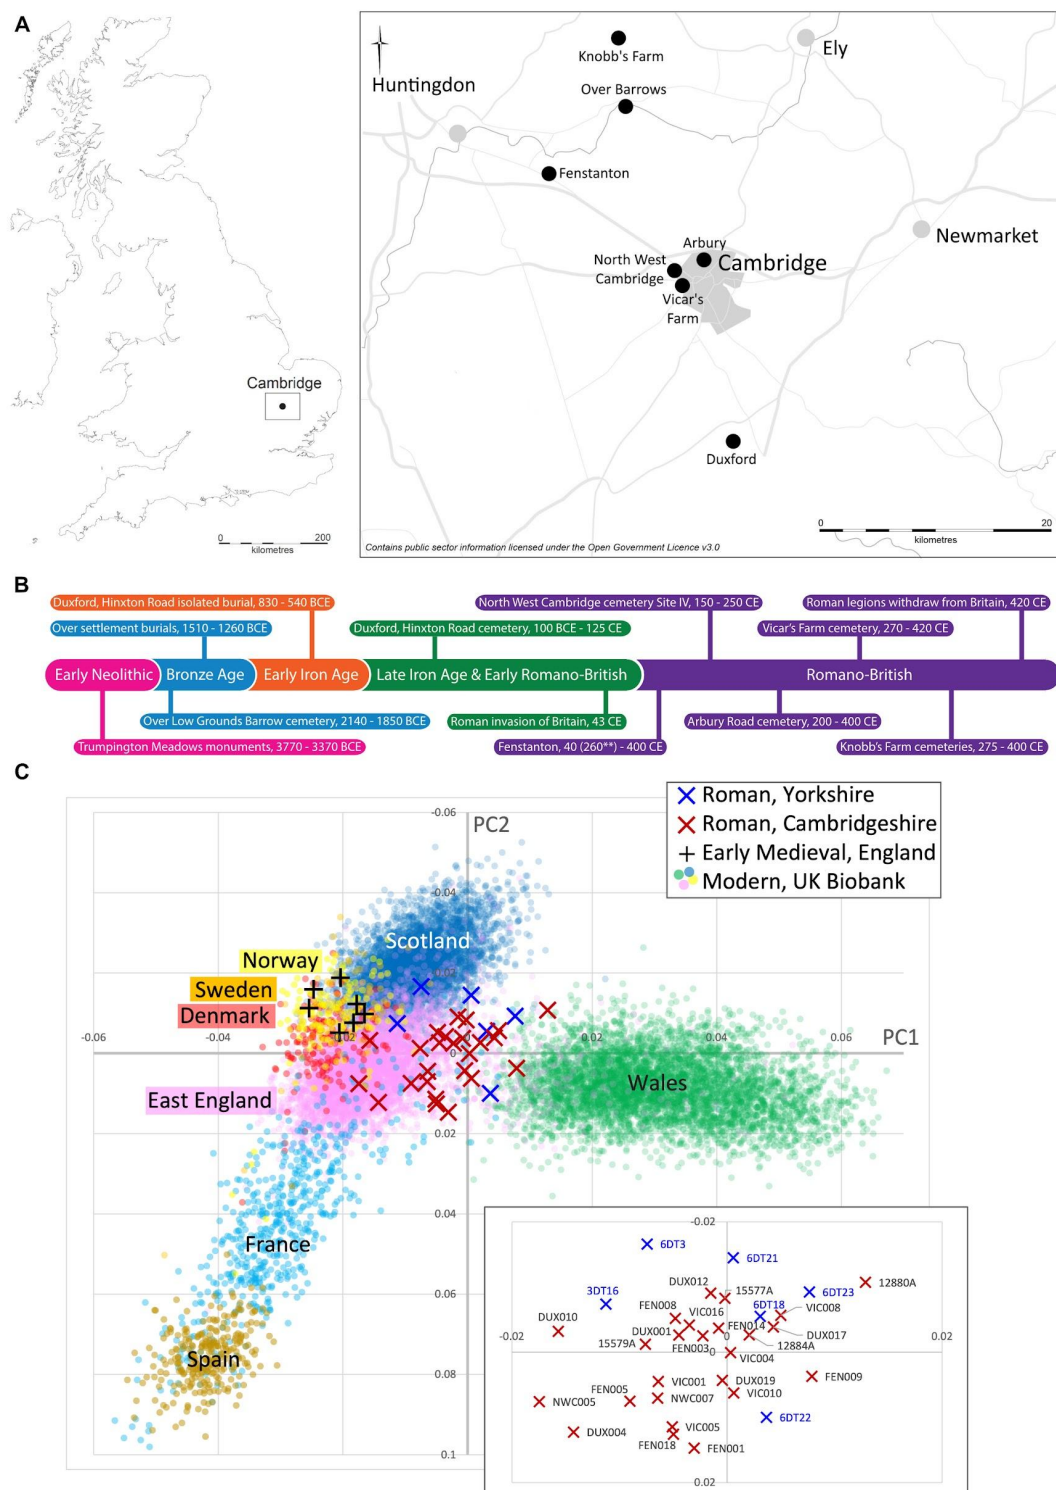 A
Cambridge
0 200
kilometres
Knobb's Farm
Ely
Huntingdon
Over Barrows
Fenstanton
Newmarket
Arbury
North West
Cambridge
Cambridge
Vicar's
Farm
Duxford
0 20
kilometres
Contains public sector information licensed under the Open Government Licence v3.0
B
Duxford, Hinxton Road isolated burial, 830 - 540 BCE
North West Cambridge cemetery Site IV, 150 - 250 CE
Roman legions withdraw from Britain, 420 CE
Over settlement burials, 1510 - 1260 BCE
Duxford, Hinxton Road cemetery, 100 BCE - 125 CE
Vicar's Farm cemetery, 270 - 420 CE
Early Neolithic
Bronze Age
Early Iron Age
Late Iron Age & Early Romano-British
Romano-British
Over Low Grounds Barrow cemetery, 2140 - 1850 BCE
Roman invasion of Britain, 43 CE
Arbury Road cemetery, 200 - 400 CE
Trumpington Meadows monuments, 3770 - 3370 BCE
Fenstanton, 40 (260**) - 400 CE
Knobb's Farm cemeteries, 275 - 400 CE
C
Roman, Yorkshire
Roman, Cambridgeshire
Early Medieval, England
Modern, UK Biobank
-0.06
PC2
-0.04
Scotland
Norway
-0.02
Sweden
Denmark
-0.06 -0.04 -0.02 0 0.02 0.04 0.06
PC1
Wales
East England
0.02
0.04
France
0.06
Spain
0.08
0.1
-0.02
6DT3
6DT21
DUX012
15577A
12880A
3DT16
6DT23
FEN008
VIC016
6DT18
VIC008
DUX010
FEN014
-0.02
DUX001
DUX017
0.02
15579A
FEN003
0
12884A
VIC004
VIC001
DUX019
FEN009
FEN005
NWC005
NWC007
VIC010
6DT22
DUX004
VIC005
FEN018
FEN001
0.02